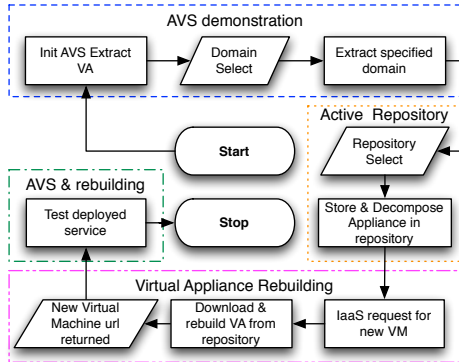 AVS demonstration
Init AVS Extract
VA
Domain
Select
Extract specified
domain
Active Repository
Start
Repository
Select
AVS & rebuilding
Test deployed
service
Stop
Store & Decompose
Appliance in
repository
Virtual Appliance Rebuilding
New Virtual
Machine url
returned
Download &
rebuild VA from
repository
IaaS request for
new VM